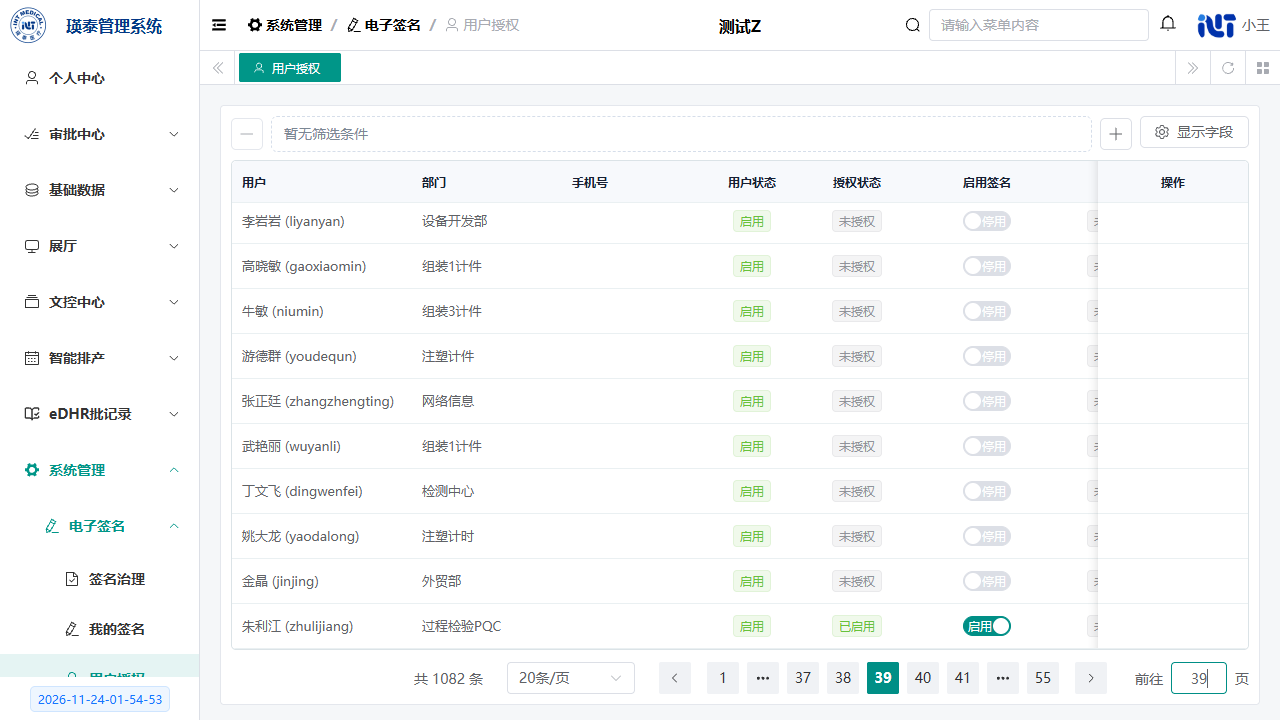 瑛泰管理系统
系统管理 / 电子签名 / 用户授权
测试Z
请输入菜单内容
小王
个人中心
审批中心
基础数据
展厅
文控中心
智能排产
eDHR批记录
系统管理
电子签名
签名治理
我的签名
用户授权
2026-11-24-01-54-53
用户授权
暂无筛选条件
显示字段
用户 部门 手机号 用户状态 授权状态 启用签名 操作
李岩岩 (liyanyan) 设备开发部 启用 未授权 停用
高晓敏 (gaoxiaomin) 组装1计件 启用 未授权 停用
牛敏 (niumin) 组装3计件 启用 未授权 停用
游德群 (youdequn) 注塑计件 启用 未授权 停用
张正廷 (zhangzhengting) 网络信息 启用 未授权 停用
武艳丽 (wuyanli) 组装1计件 启用 未授权 停用
丁文飞 (dingwenfei) 检测中心 启用 未授权 停用
姚大龙 (yaodalong) 注塑计时 启用 未授权 停用
金晶 (jinjing) 外贸部 启用 未授权 停用
朱利江 (zhulijiang) 过程检验PQC 启用 已启用 启用
共 1082 条 20条/页 1 ••• 37 38 39 40 41 ••• 55 前往 39 页